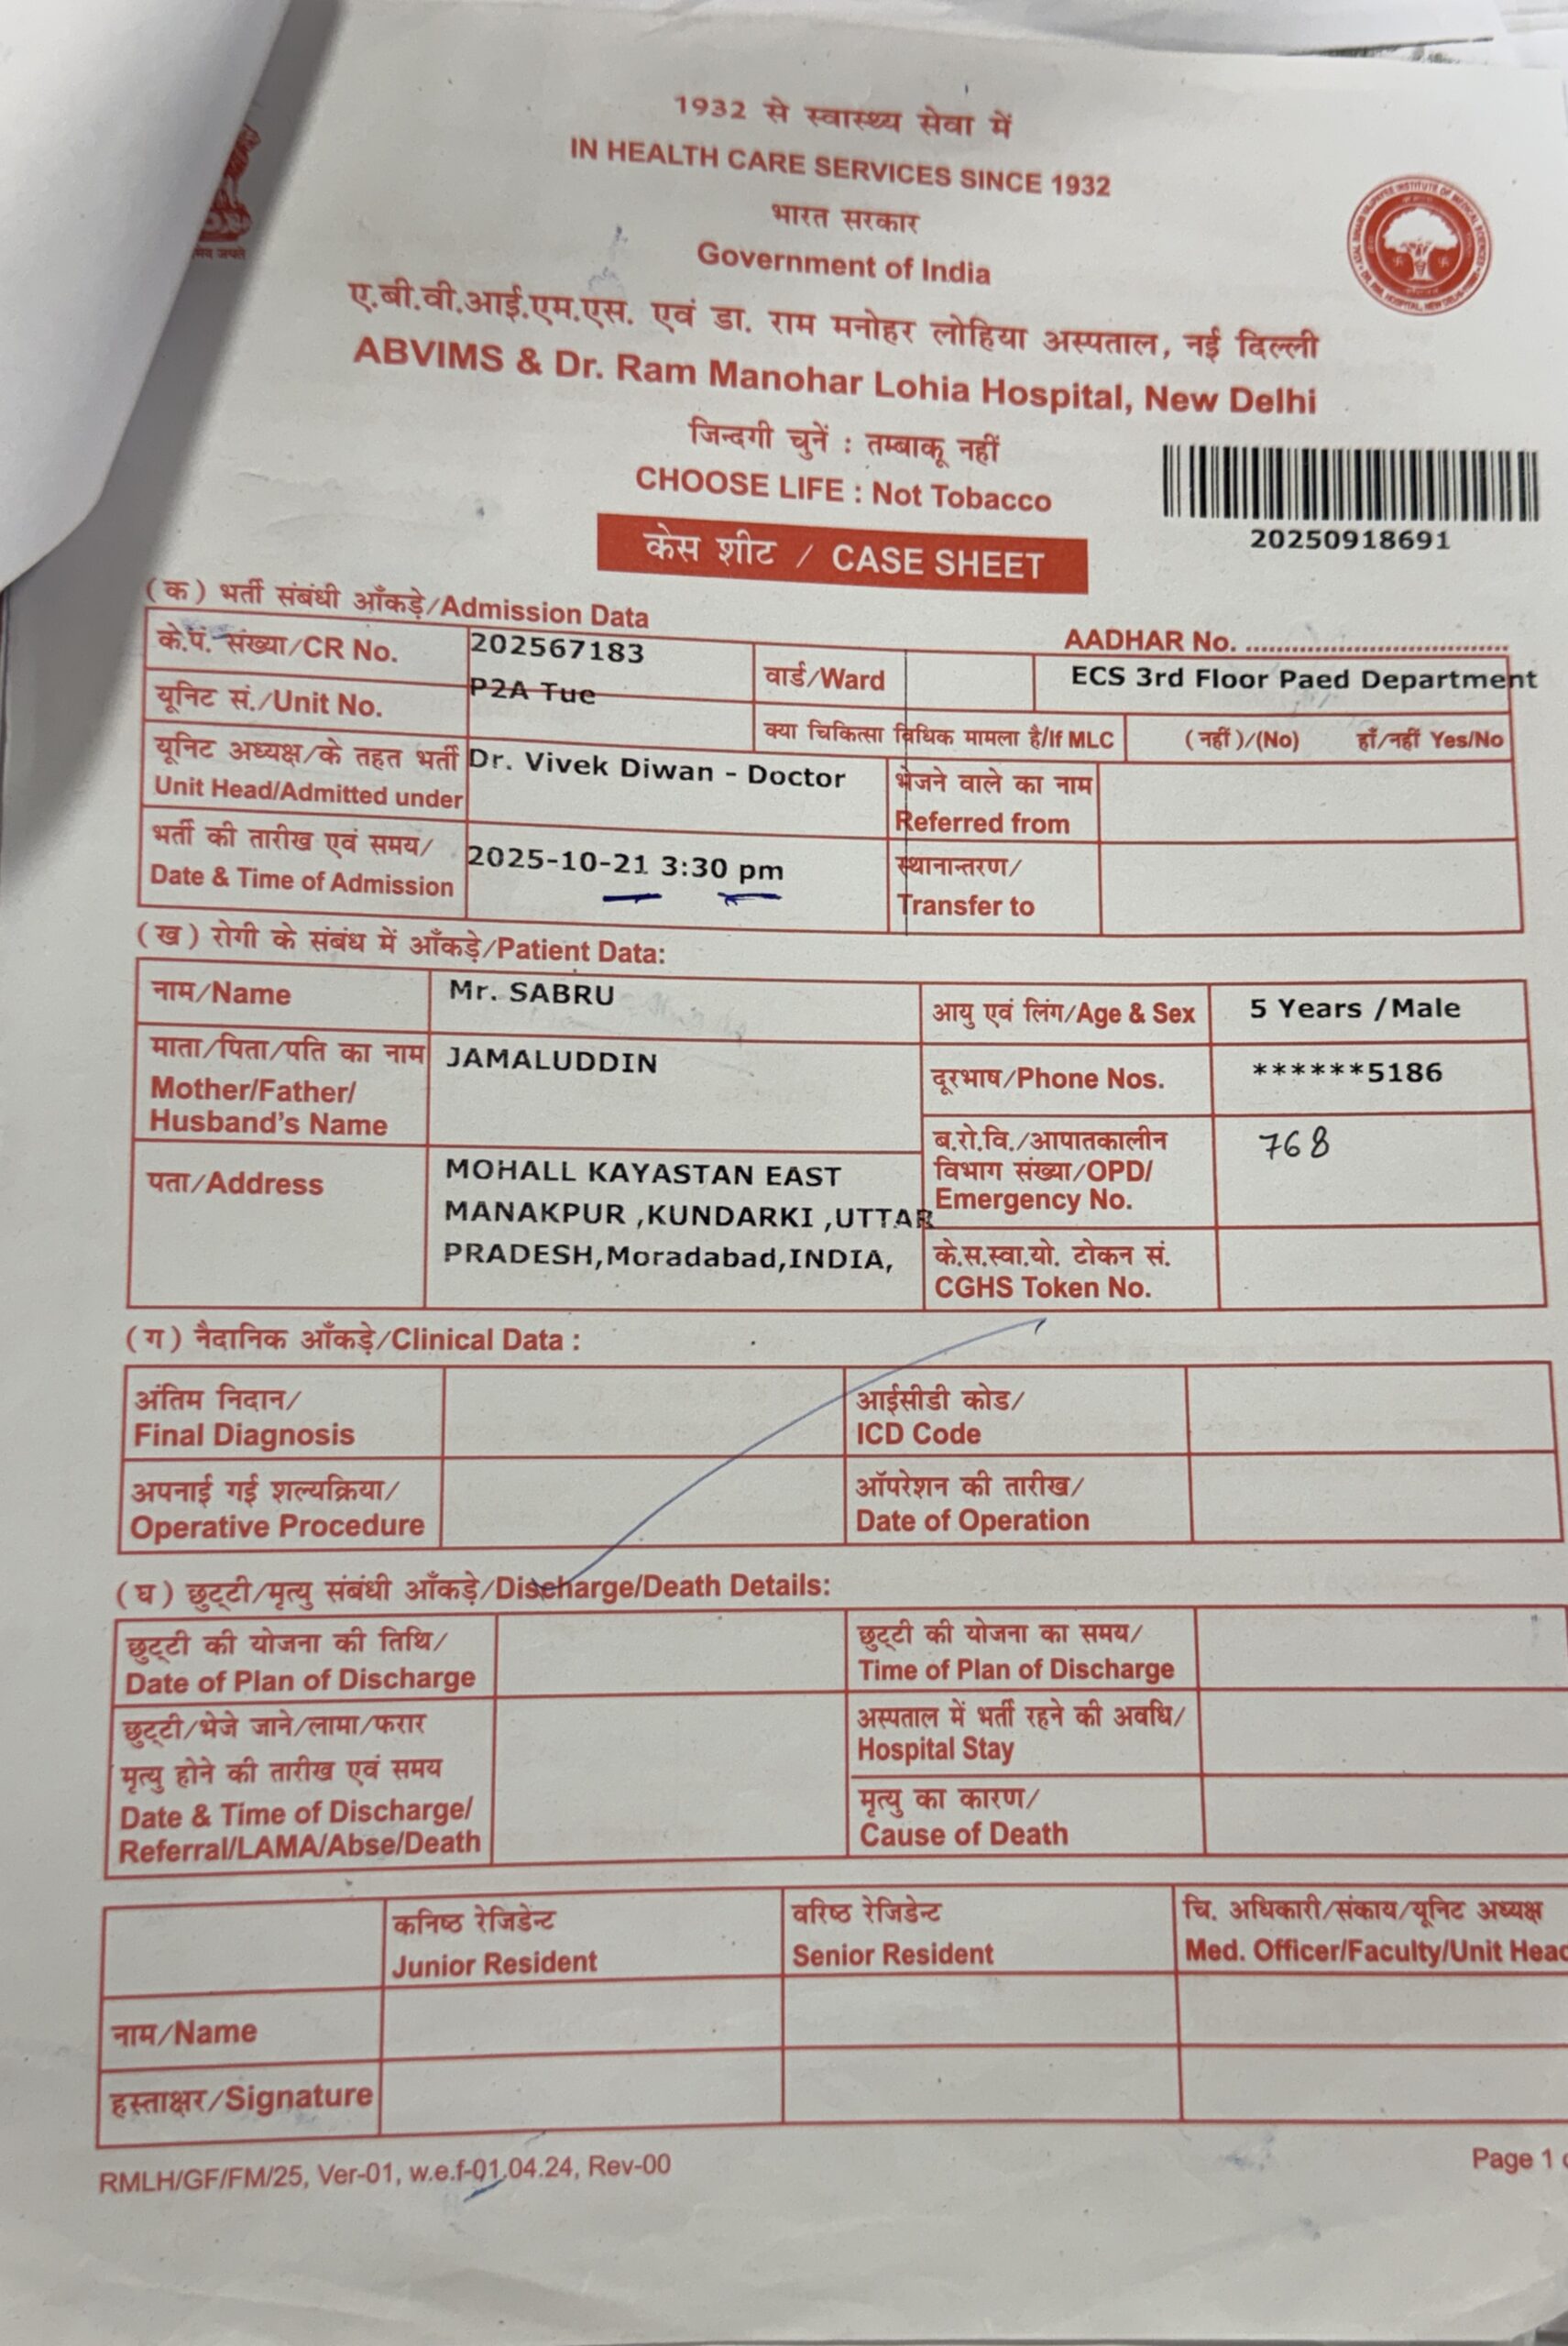 1932 से स्वास्थ्य सेवा में
IN HEALTH CARE SERVICES SINCE 1932
भारत सरकार
Government of India
ए.बी.वी.आई.एम.एस. एवं डा. राम मनोहर लोहिया अस्पताल, नई दिल्ली
ABVIMS & Dr. Ram Manohar Lohia Hospital, New Delhi
जिन्दगी चुनें : तम्बाकू नहीं
CHOOSE LIFE : Not Tobacco
20250918691
केस शीट / CASE SHEET
(क) भर्ती संबंधी आँकड़े/Admission Data
AADHAR No. ....................................
के.पं. संख्या/CR No. 202567183
वार्ड/Ward ECS 3rd Floor Paed Department
यूनिट सं./Unit No. P2A Tue
क्या चिकित्सा विधिक मामला है/If MLC (नहीं)/(No) हाँ/नहीं Yes/No
यूनिट अध्यक्ष/के तहत भर्ती
Unit Head/Admitted under
Dr. Vivek Diwan - Doctor
भेजने वाले का नाम
Referred from
भर्ती की तारीख एवं समय/
Date & Time of Admission
2025-10-21 3:30 pm
स्थानान्तरण/
Transfer to
(ख) रोगी के संबंध में आँकड़े/Patient Data:
नाम/Name Mr. SABRU
आयु एवं लिंग/Age & Sex 5 Years /Male
माता/पिता/पति का नाम
Mother/Father/
Husband's Name
JAMALUDDIN
दूरभाष/Phone Nos. ******5186
ब.रो.वि./आपातकालीन
विभाग संख्या/OPD/
Emergency No.
768
पता/Address
MOHALL KAYASTAN EAST
MANAKPUR ,KUNDARKI ,UTTAR
PRADESH,Moradabad,INDIA,
के.स.स्वा.यो. टोकन सं.
CGHS Token No.
(ग) नैदानिक आँकड़े/Clinical Data :
अंतिम निदान/
Final Diagnosis
आईसीडी कोड/
ICD Code
अपनाई गई शल्यक्रिया/
Operative Procedure
ऑपरेशन की तारीख/
Date of Operation
(घ) छुट्टी/मृत्यु संबंधी आँकड़े/Discharge/Death Details:
छुट्टी की योजना की तिथि/
Date of Plan of Discharge
छुट्टी की योजना का समय/
Time of Plan of Discharge
छुट्टी/भेजे जाने/लामा/फरार
मृत्यु होने की तारीख एवं समय
Date & Time of Discharge/
Referral/LAMA/Abse/Death
अस्पताल में भर्ती रहने की अवधि/
Hospital Stay
मृत्यु का कारण/
Cause of Death
कनिष्ठ रेजिडेन्ट
Junior Resident
वरिष्ठ रेजिडेन्ट
Senior Resident
चि. अधिकारी/संकाय/यूनिट अध्यक्ष
Med. Officer/Faculty/Unit Head
नाम/Name
हस्ताक्षर/Signature
RMLH/GF/FM/25, Ver-01, w.e.f-01.04.24, Rev-00
Page 1